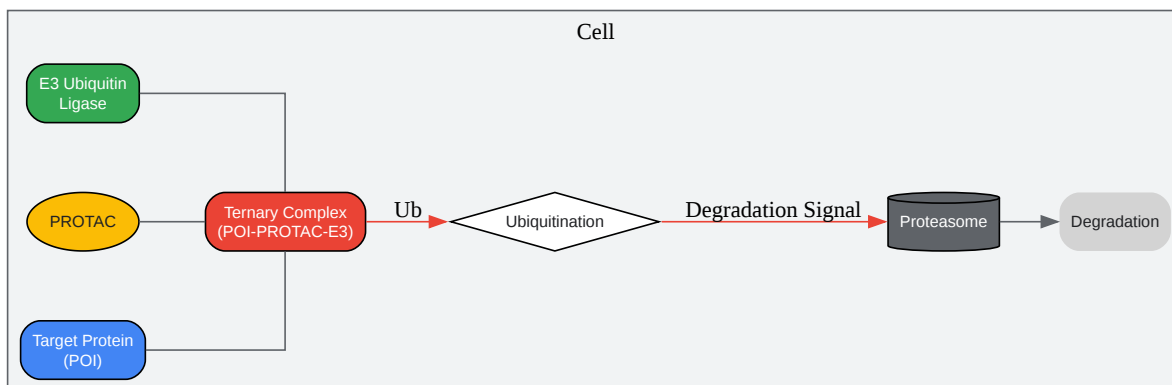 Cell
E3 Ubiquitin
Ligase
PROTAC
Ternary Complex
(POI-PROTAC-E3)
Ub
Ubiquitination
Degradation Signal
Proteasome
Degradation
Target Protein
(POI)